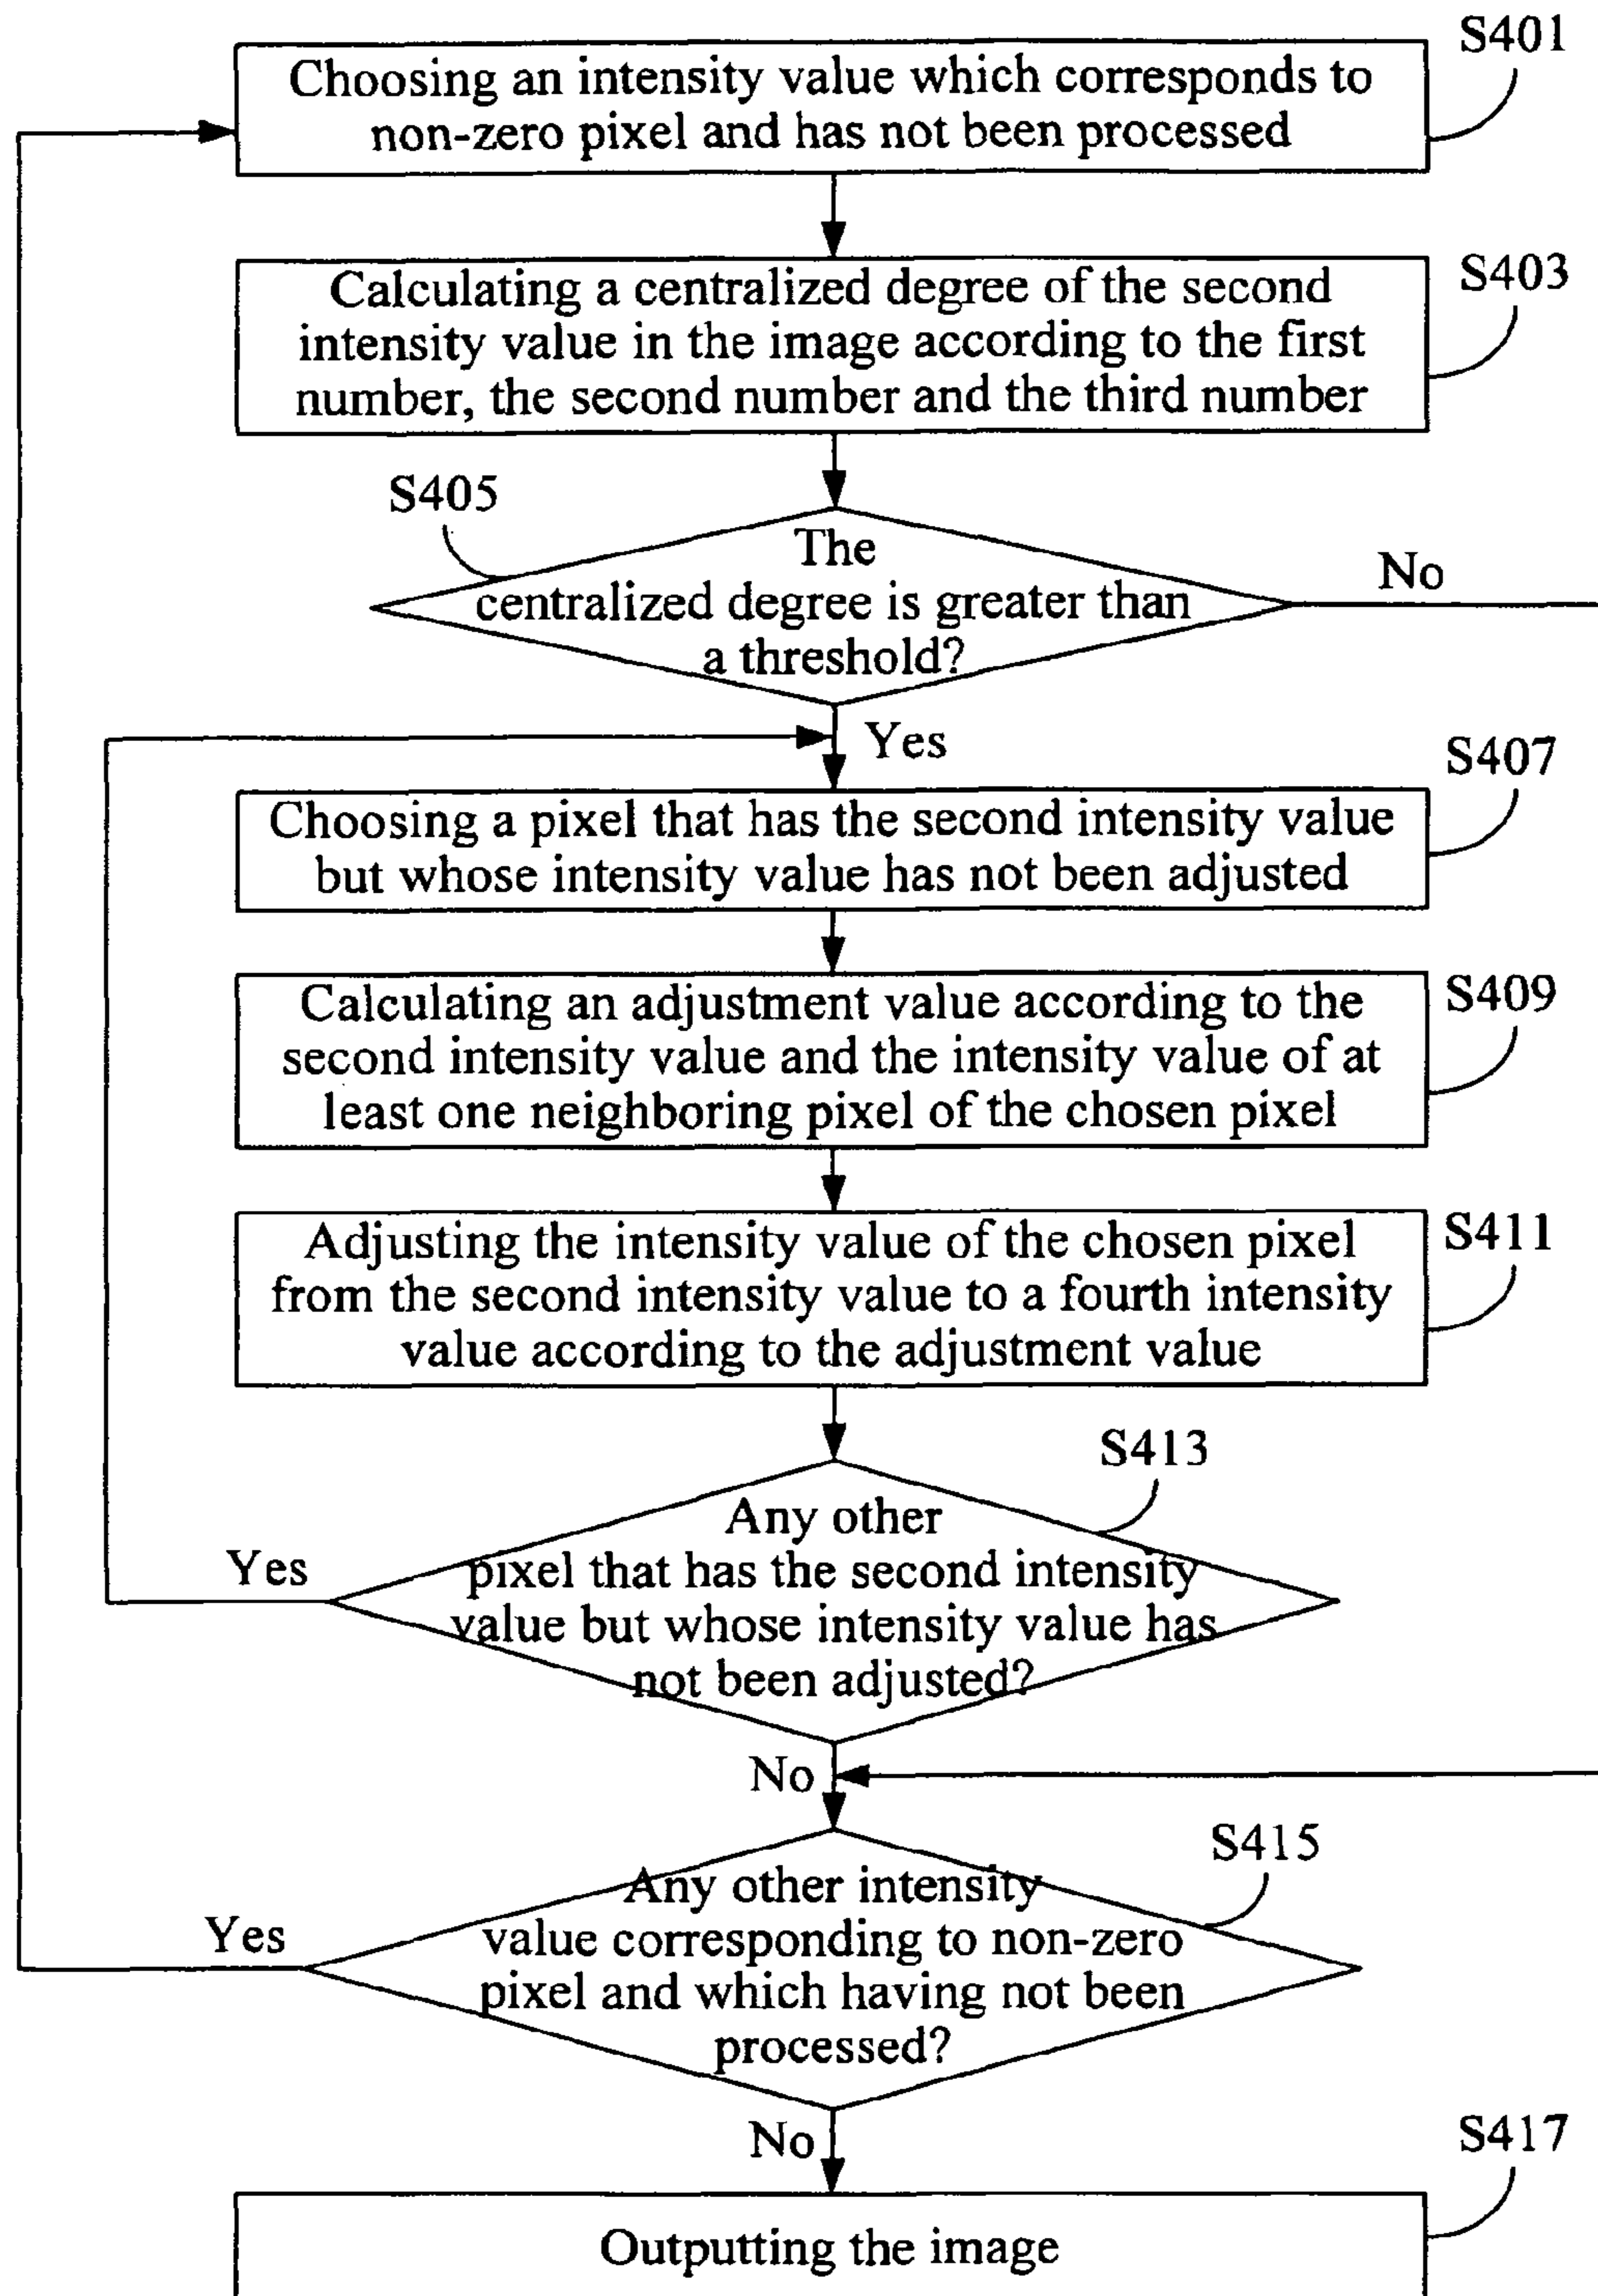 S401
Choosing an intensity value which corresponds to
non-zero pixel and has not been processed
S403
Calculating a centralized degree of the second
intensity value in the image according to the first
number, the second number and the third number
S405
The
centralized degree is greater than
a threshold?
No
Yes
S407
Choosing a pixel that has the second intensity value
but whose intensity value has not been adjusted
S409
Calculating an adjustment value according to the
second intensity value and the intensity value of at
least one neighboring pixel of the chosen pixel
S411
Adjusting the intensity value of the chosen pixel
from the second intensity value to a fourth intensity
value according to the adjustment value
S413
Any other
pixel that has the second intensity
value but whose intensity value has
not been adjusted?
Yes
No
S415
Any other intensity
value corresponding to non-zero
pixel and which having not been
processed?
Yes
No
S417
Outputting the image